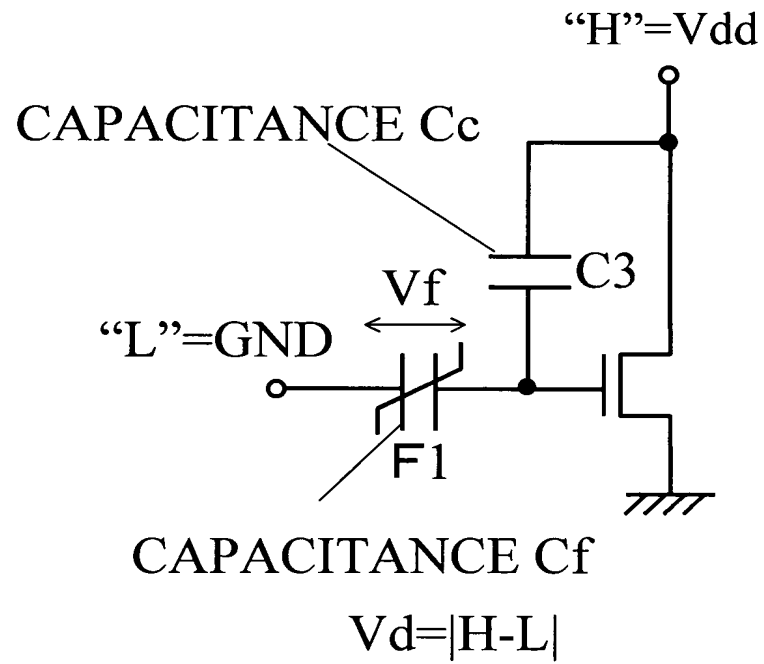 “H”=Vdd
CAPACITANCE Cc
C3
Vf
“L”=GND
F1
CAPACITANCE Cf
Vd=|H-L|